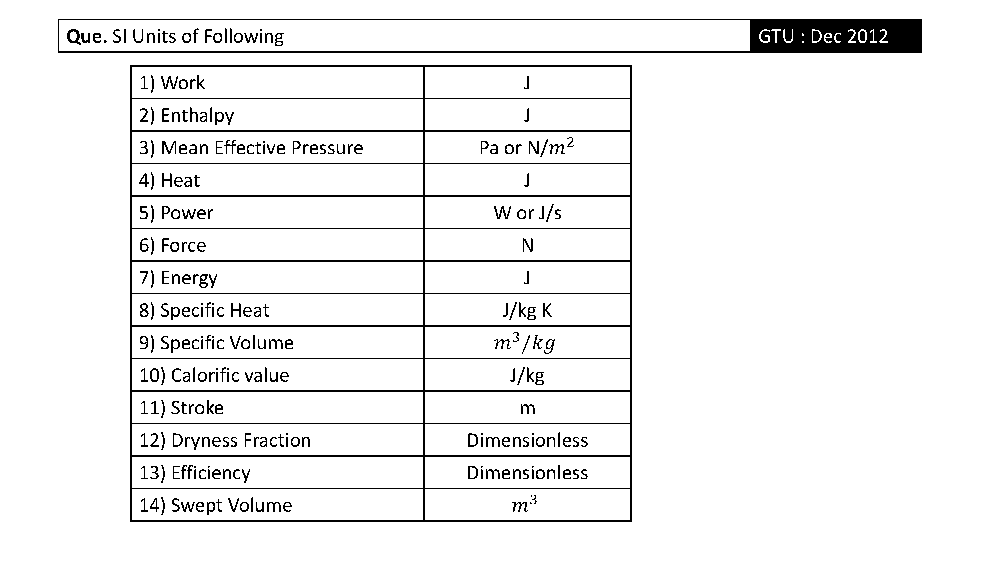 Que. SI Units of Following GTU : Dec 2012
1) Work J
2) Enthalpy J
3) Mean Effective Pressure Pa or N/𝑚²
4) Heat J
5) Power W or J/s
6) Force N
7) Energy J
8) Specific Heat J/kg K
9) Specific Volume 𝑚³/𝑘𝑔
10) Calorific value J/kg
11) Stroke m
12) Dryness Fraction Dimensionless
13) Efficiency Dimensionless
14) Swept Volume 𝑚³